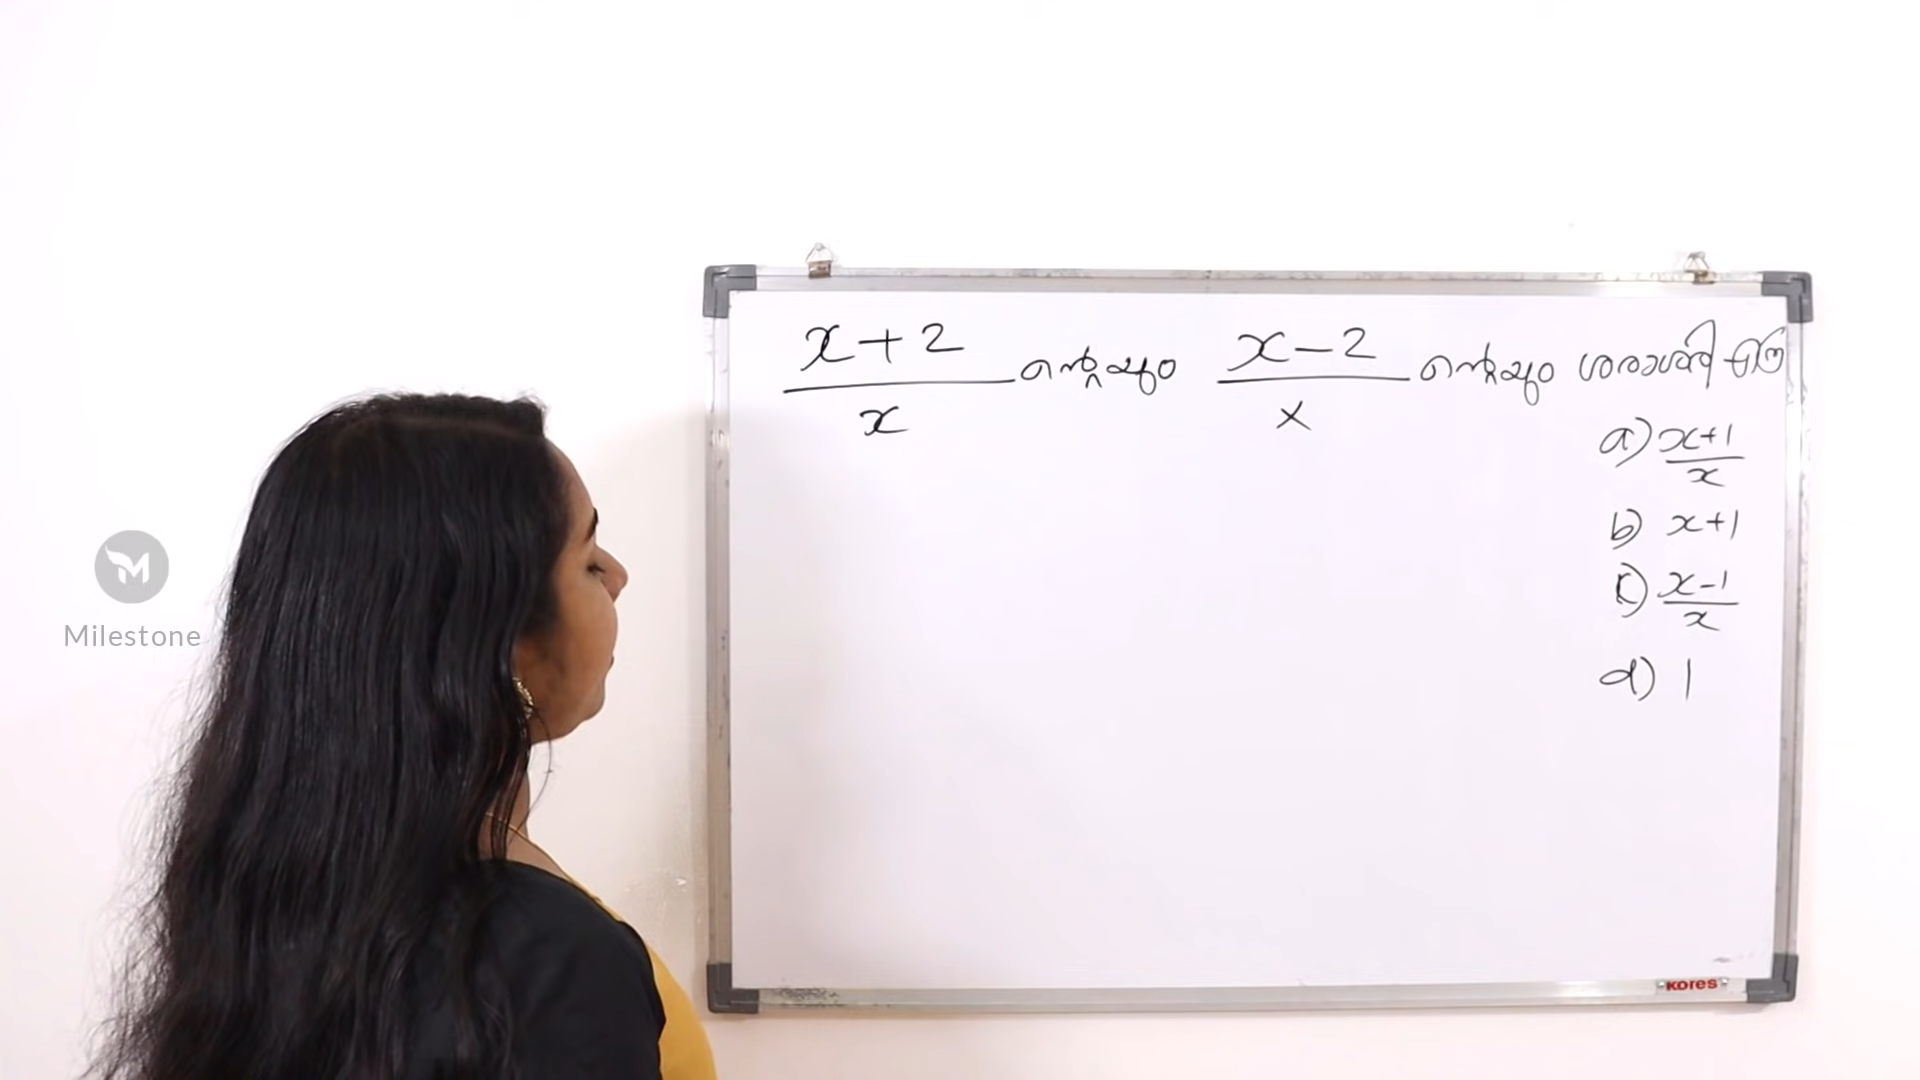 x+2/x ന്റെയും x-2/x ന്റെയും ശരാശരി എത്ര
a) x+1/x
b) x+1
c) x-1/x
d) 1
Milestone
KORES